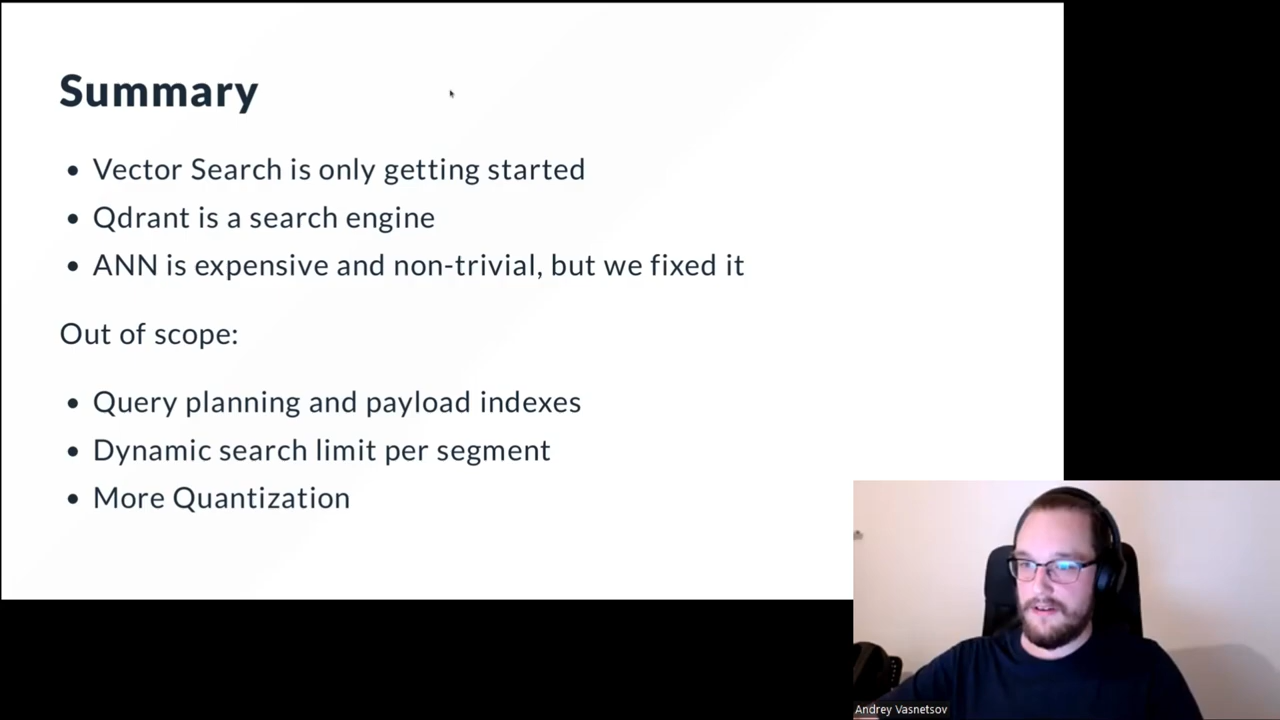 Summary
• Vector Search is only getting started
• Qdrant is a search engine
• ANN is expensive and non-trivial, but we fixed it
Out of scope:
• Query planning and payload indexes
• Dynamic search limit per segment
• More Quantization
Andrey Vasnetsov